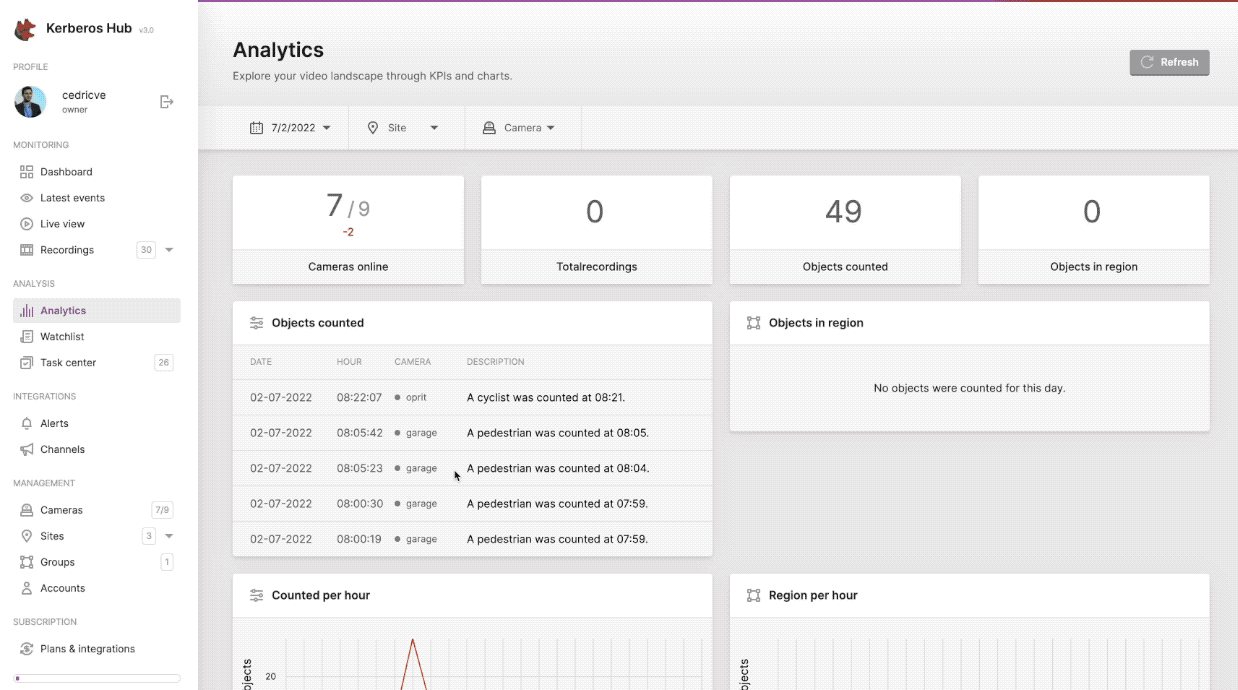 Kerberos Hub v3.0
PROFILE
cedricve
owner
MONITORING
Dashboard
Latest events
Live view
Recordings 30
ANALYSIS
Analytics
Watchlist
Task center 26
INTEGRATIONS
Alerts
Channels
MANAGEMENT
Cameras 7/9
Sites 3
Groups 1
Accounts
SUBSCRIPTION
Plans & integrations
Analytics
Explore your video landscape through KPIs and charts.
Refresh
7/2/2022 Site Camera
7 / 9
-2
Cameras online
0
Totalrecordings
49
Objects counted
0
Objects in region
Objects counted
DATE HOUR CAMERA DESCRIPTION
02-07-2022 08:22:07 oprit A cyclist was counted at 08:21.
02-07-2022 08:05:42 garage A pedestrian was counted at 08:05.
02-07-2022 08:05:23 garage A pedestrian was counted at 08:04.
02-07-2022 08:00:30 garage A pedestrian was counted at 07:59.
02-07-2022 08:00:19 garage A pedestrian was counted at 07:59.
Objects in region
No objects were counted for this day.
Counted per hour
20
Region per hour